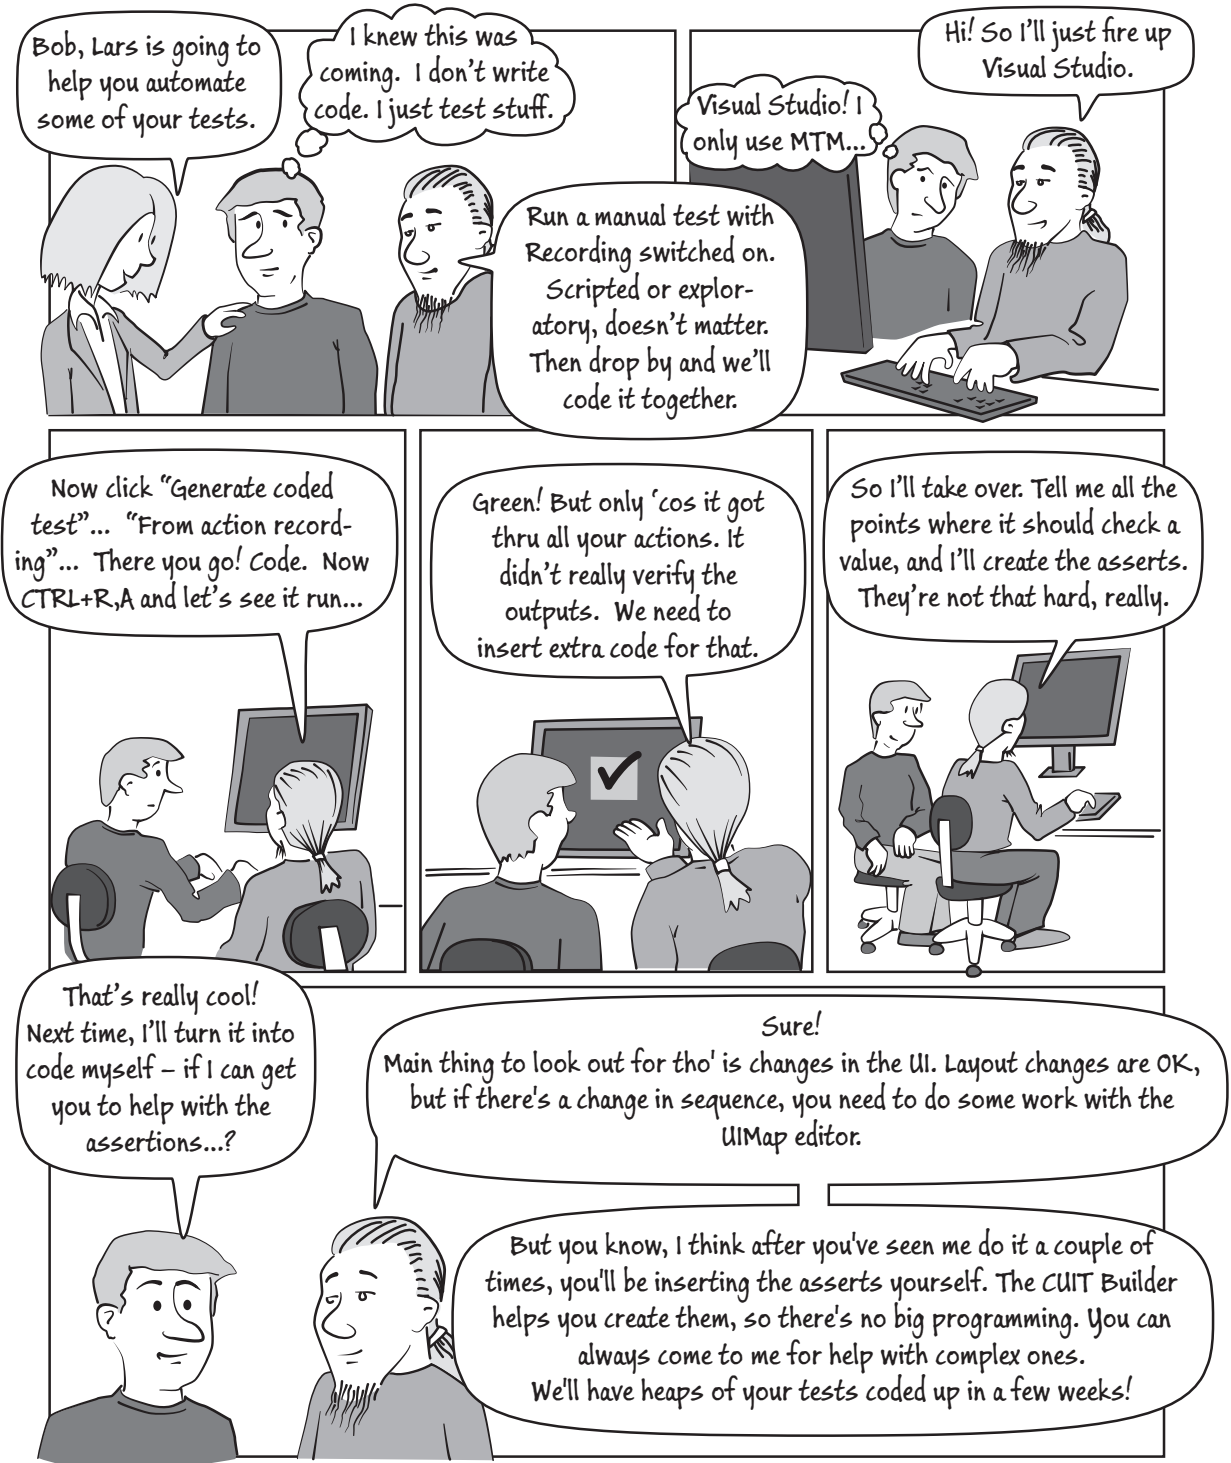 Bob, Lars is going to
help you automate
some of your tests.
I knew this was
coming. I don't write
code. I just test stuff.
Run a manual test with
Recording switched on.
Scripted or explor-
atory, doesn't matter.
Then drop by and we'll
code it together.
Hi! So I'll just fire up
Visual Studio.
Visual Studio! I
only use MTM...
Now click "Generate coded
test"... "From action record-
ing"... There you go! Code. Now
CTRL+R,A and let's see it run...
Green! But only 'cos it got
thru all your actions. It
didn't really verify the
outputs. We need to
insert extra code for that.
So I'll take over. Tell me all the
points where it should check a
value, and I'll create the asserts.
They're not that hard, really.
That's really cool!
Next time, I'll turn it into
code myself – if I can get
you to help with the
assertions...?
Sure!
Main thing to look out for tho' is changes in the UI. Layout changes are OK,
but if there's a change in sequence, you need to do some work with the
UIMap editor.
But you know, I think after you've seen me do it a couple of
times, you'll be inserting the asserts yourself. The CUIT Builder
helps you create them, so there's no big programming. You can
always come to me for help with complex ones.
We'll have heaps of your tests coded up in a few weeks!